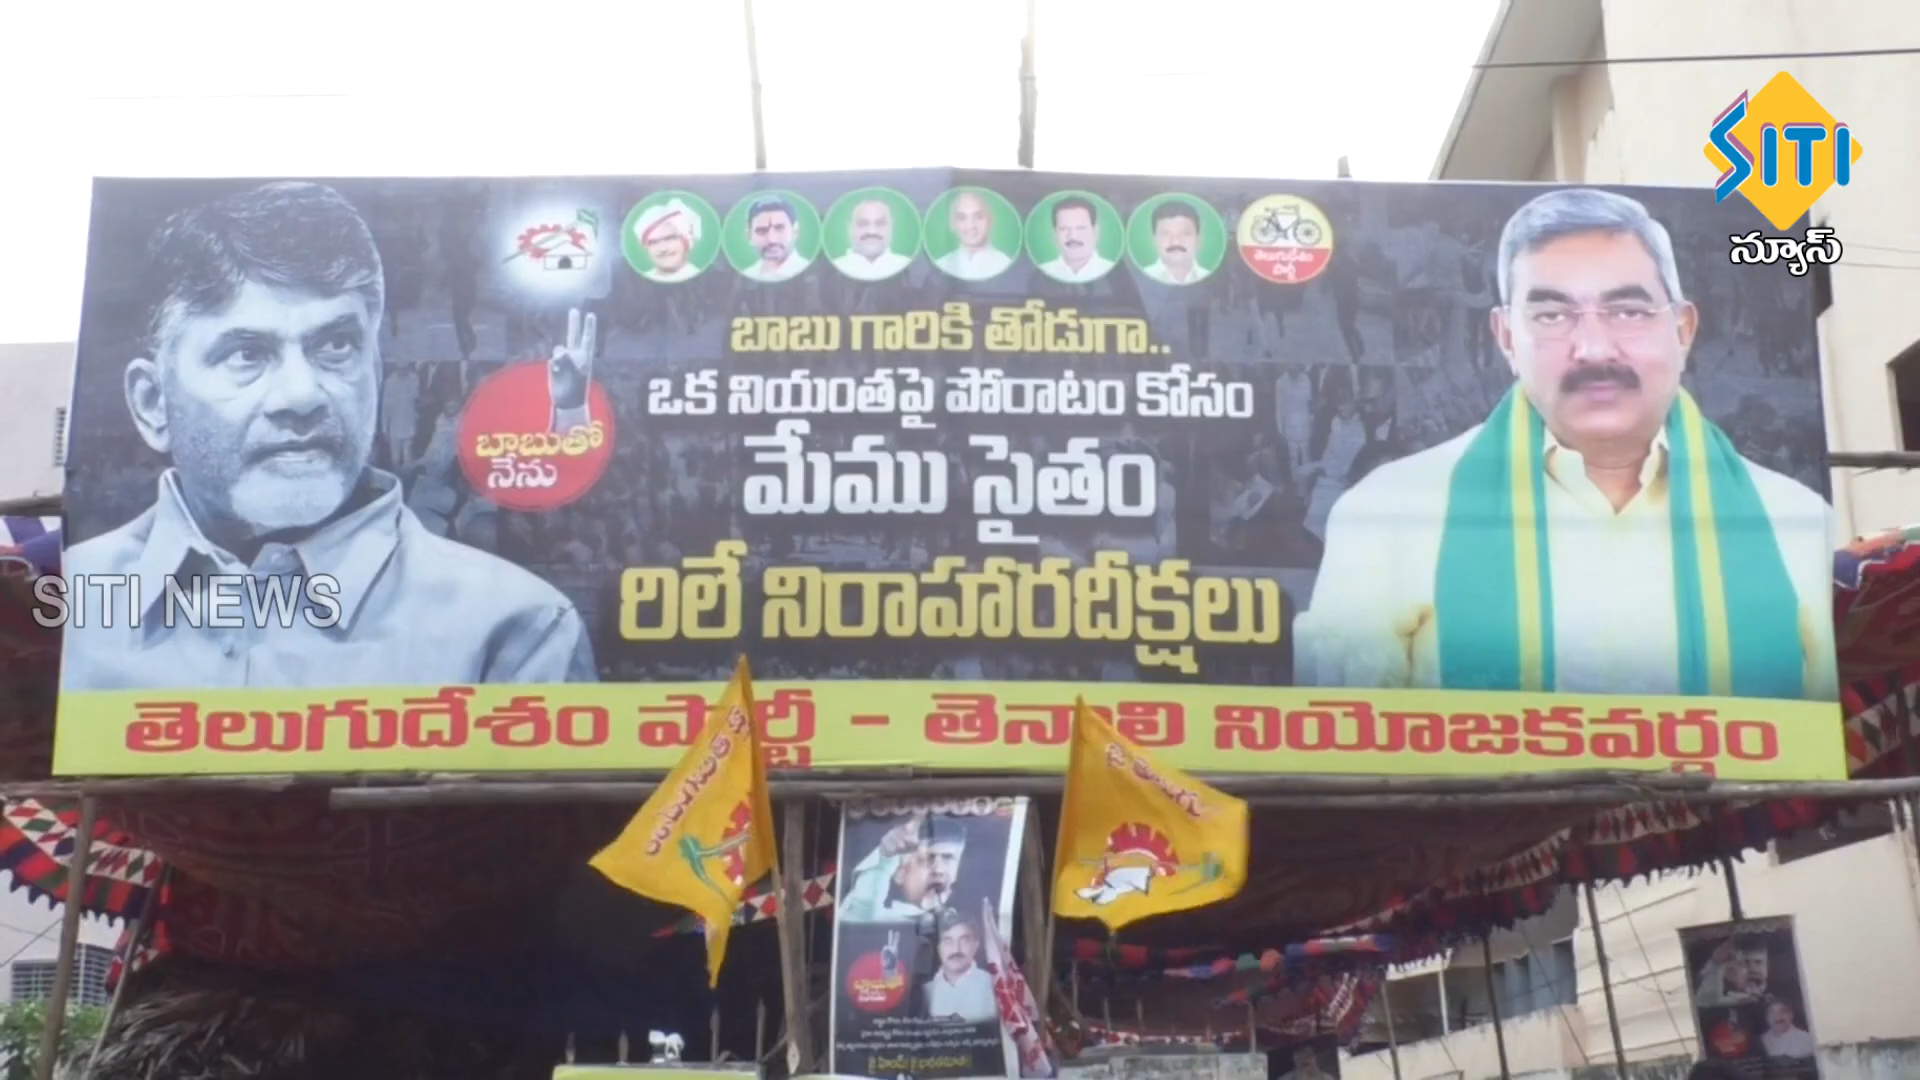 SITI
న్యూస్
తెలుగుదేశం
పార్టీ
బాబు గారికి తోడుగా..
ఒక నియంతపై పోరాటం కోసం
బాబుతో
నేను
మేము సైతం
రిలే నిరాహారదీక్షలు
SITI NEWS
తెలుగుదేశం పార్టీ - తెనాలి నియోజకవర్గం
బాబుతో
నేను